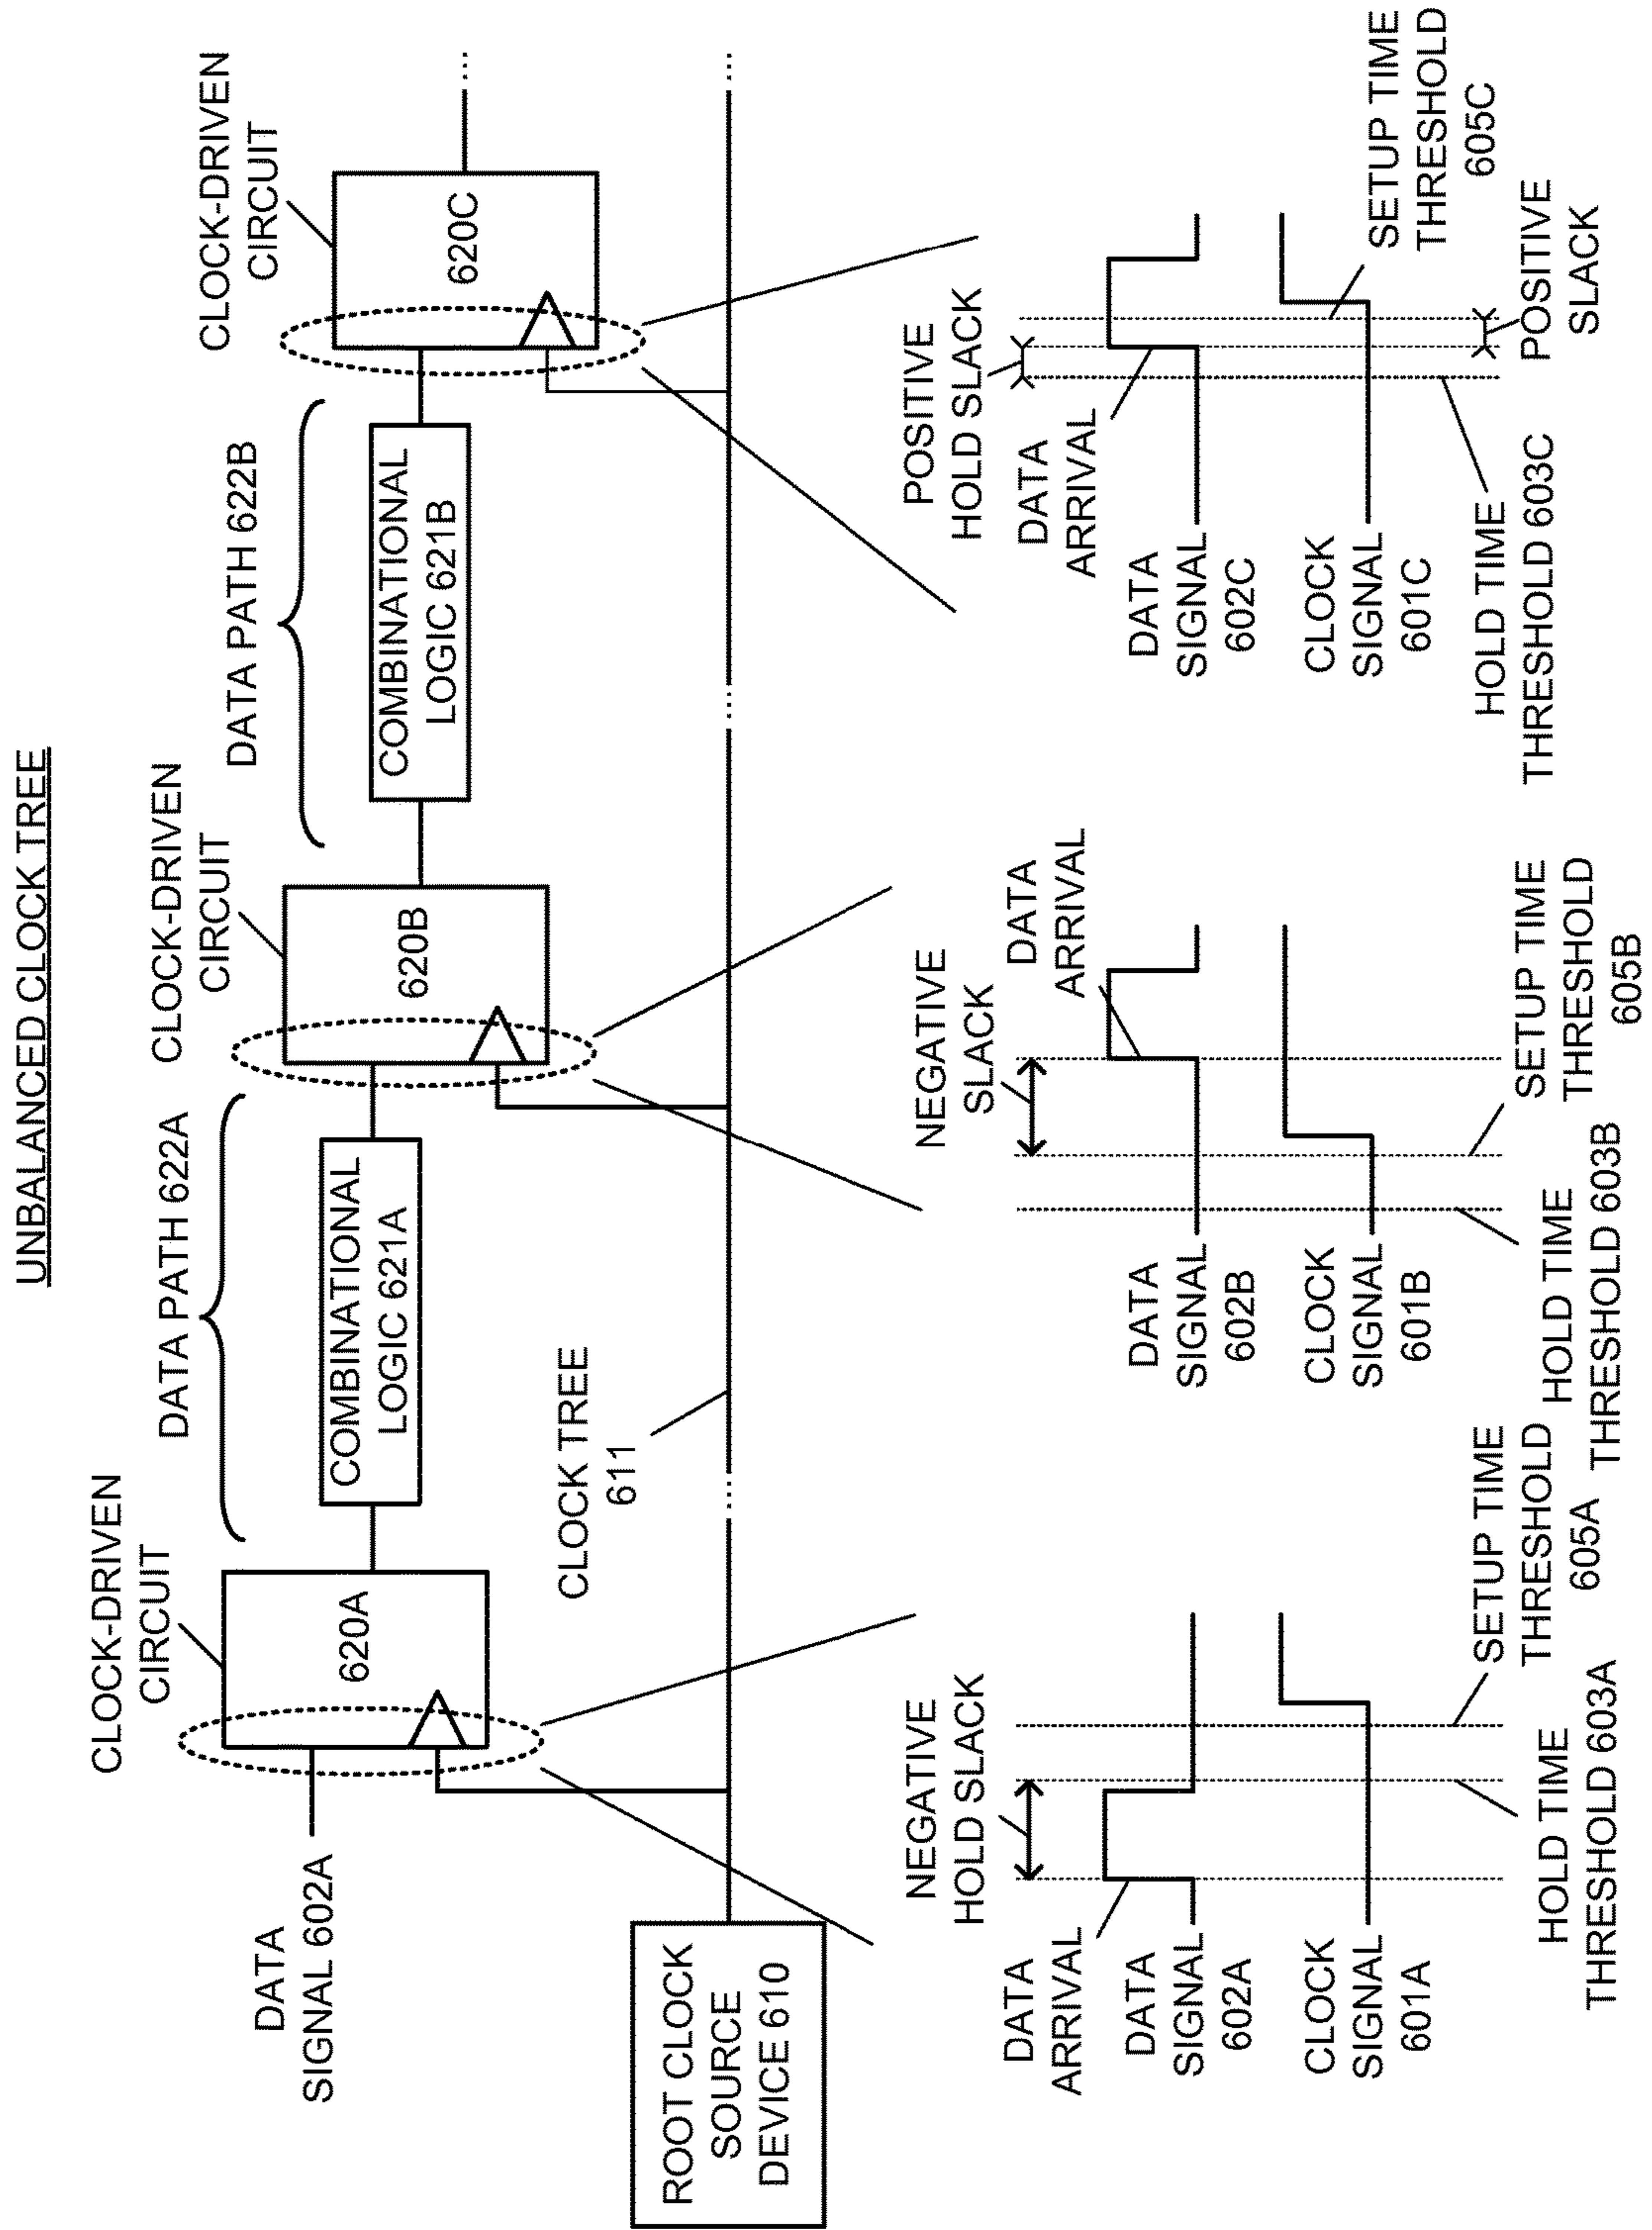 UNBALANCED CLOCK TREE
CLOCK-DRIVEN
CIRCUIT
620A
DATA PATH 622A
COMBINATIONAL
LOGIC 621A
CLOCK-DRIVEN
CIRCUIT
620B
DATA PATH 622B
COMBINATIONAL
LOGIC 621B
CLOCK-DRIVEN
CIRCUIT
620C
...
DATA
SIGNAL 602A
ROOT CLOCK
SOURCE
DEVICE 610
CLOCK TREE
611
...
...
...
NEGATIVE
HOLD SLACK
DATA
ARRIVAL
DATA
SIGNAL
602A
CLOCK
SIGNAL
601A
SETUP TIME
THRESHOLD
605A
HOLD TIME
THRESHOLD 603A
NEGATIVE
SLACK
DATA
ARRIVAL
DATA
SIGNAL
602B
CLOCK
SIGNAL
601B
SETUP TIME
THRESHOLD
605B
HOLD TIME
THRESHOLD 603B
POSITIVE
HOLD SLACK
DATA
ARRIVAL
DATA
SIGNAL
602C
CLOCK
SIGNAL
601C
SETUP TIME
THRESHOLD
605C
POSITIVE
SLACK
HOLD TIME
THRESHOLD 603C